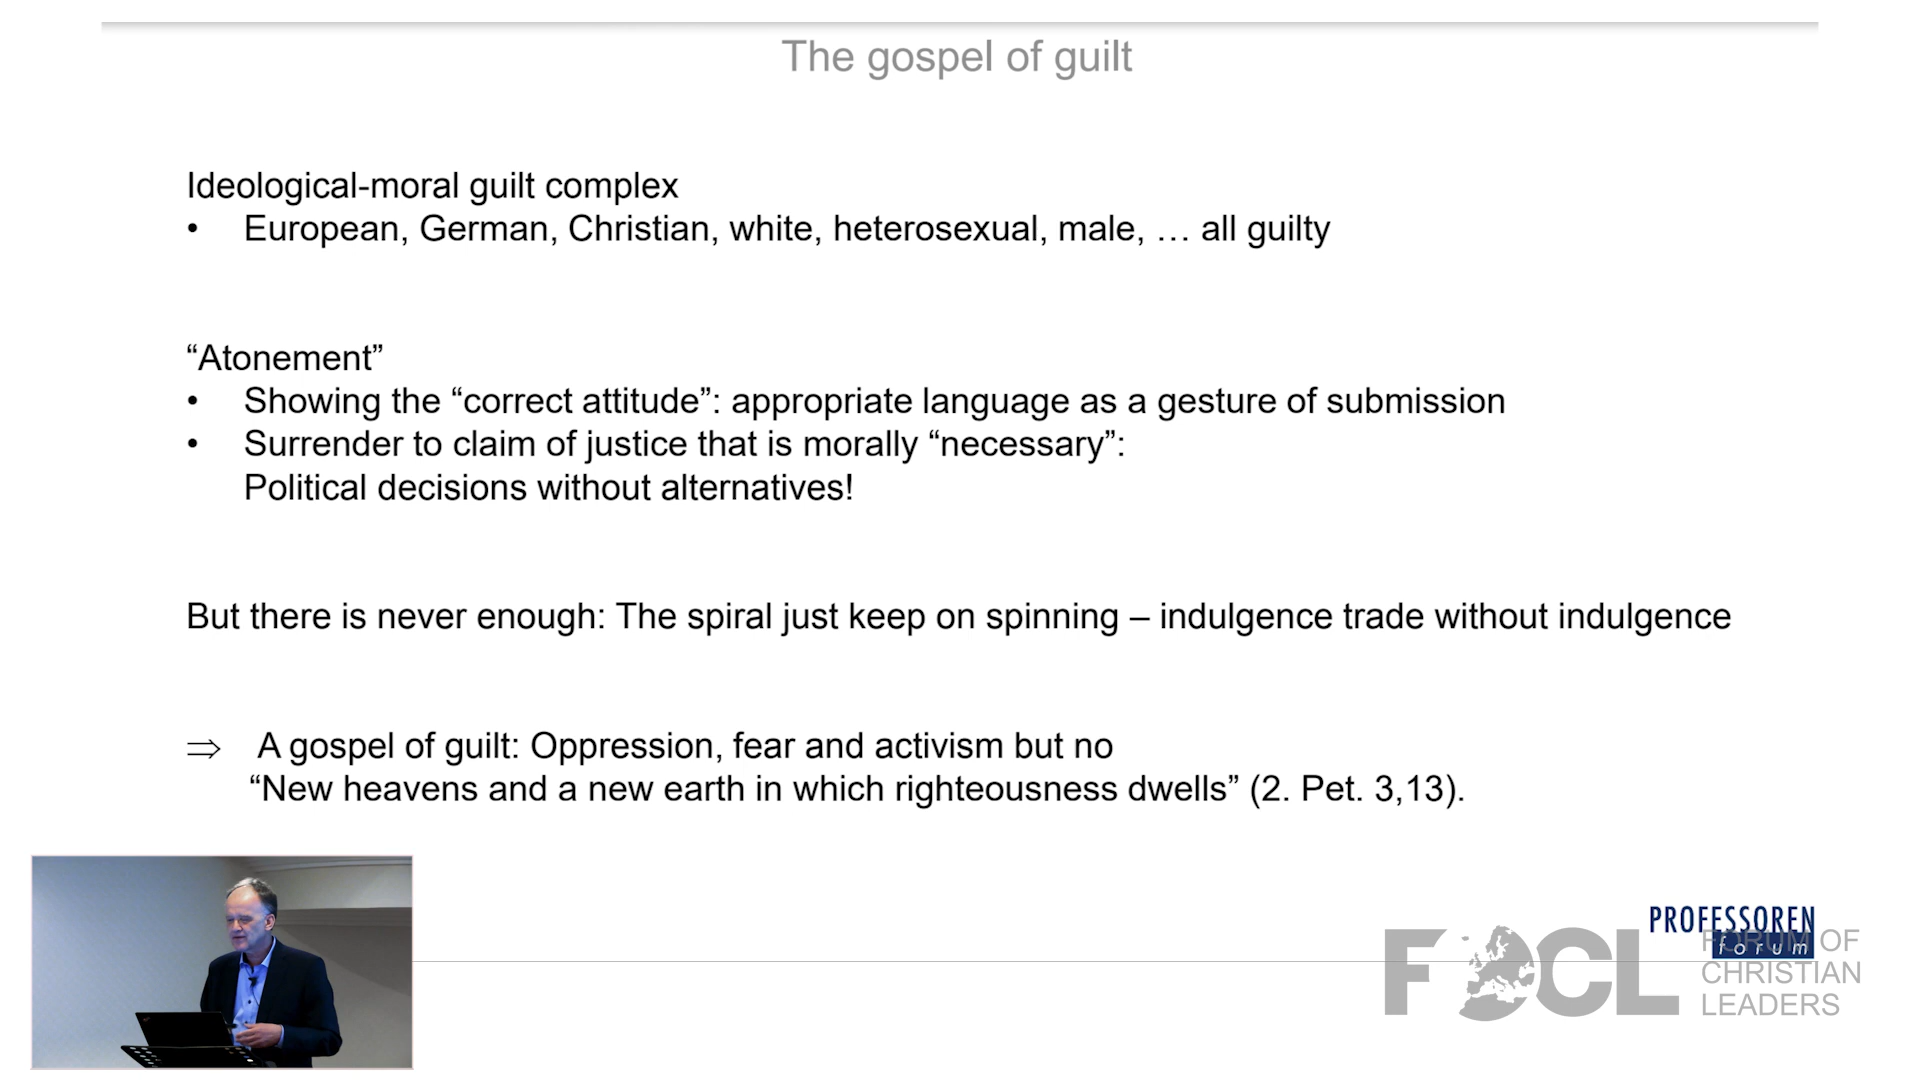 The gospel of guilt
Ideological-moral guilt complex
• European, German, Christian, white, heterosexual, male, … all guilty
“Atonement”
• Showing the “correct attitude”: appropriate language as a gesture of submission
• Surrender to claim of justice that is morally “necessary”:
Political decisions without alternatives!
But there is never enough: The spiral just keep on spinning – indulgence trade without indulgence
⇒ A gospel of guilt: Oppression, fear and activism but no
“New heavens and a new earth in which righteousness dwells” (2. Pet. 3,13).
PROFESSOREN
forum
FOCL
FORUM OF
CHRISTIAN
LEADERS